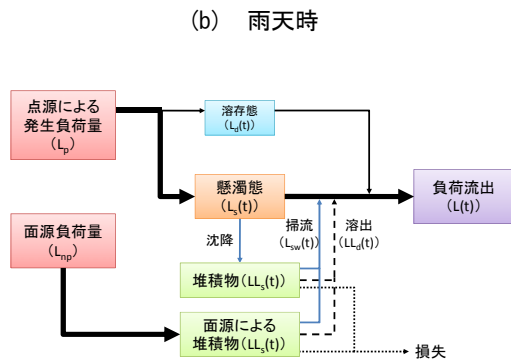 (b) 雨天時
点源による
発生負荷量
(Lp)
溶存態
(Ld(t))
懸濁態
(Ls(t))
負荷流出
(L(t))
掃流
(Lsw(t))
溶出
(LLd(t))
面源負荷量
(Lnp)
沈降
堆積物(LLs(t))
面源による
堆積物(LLs(t))
損失